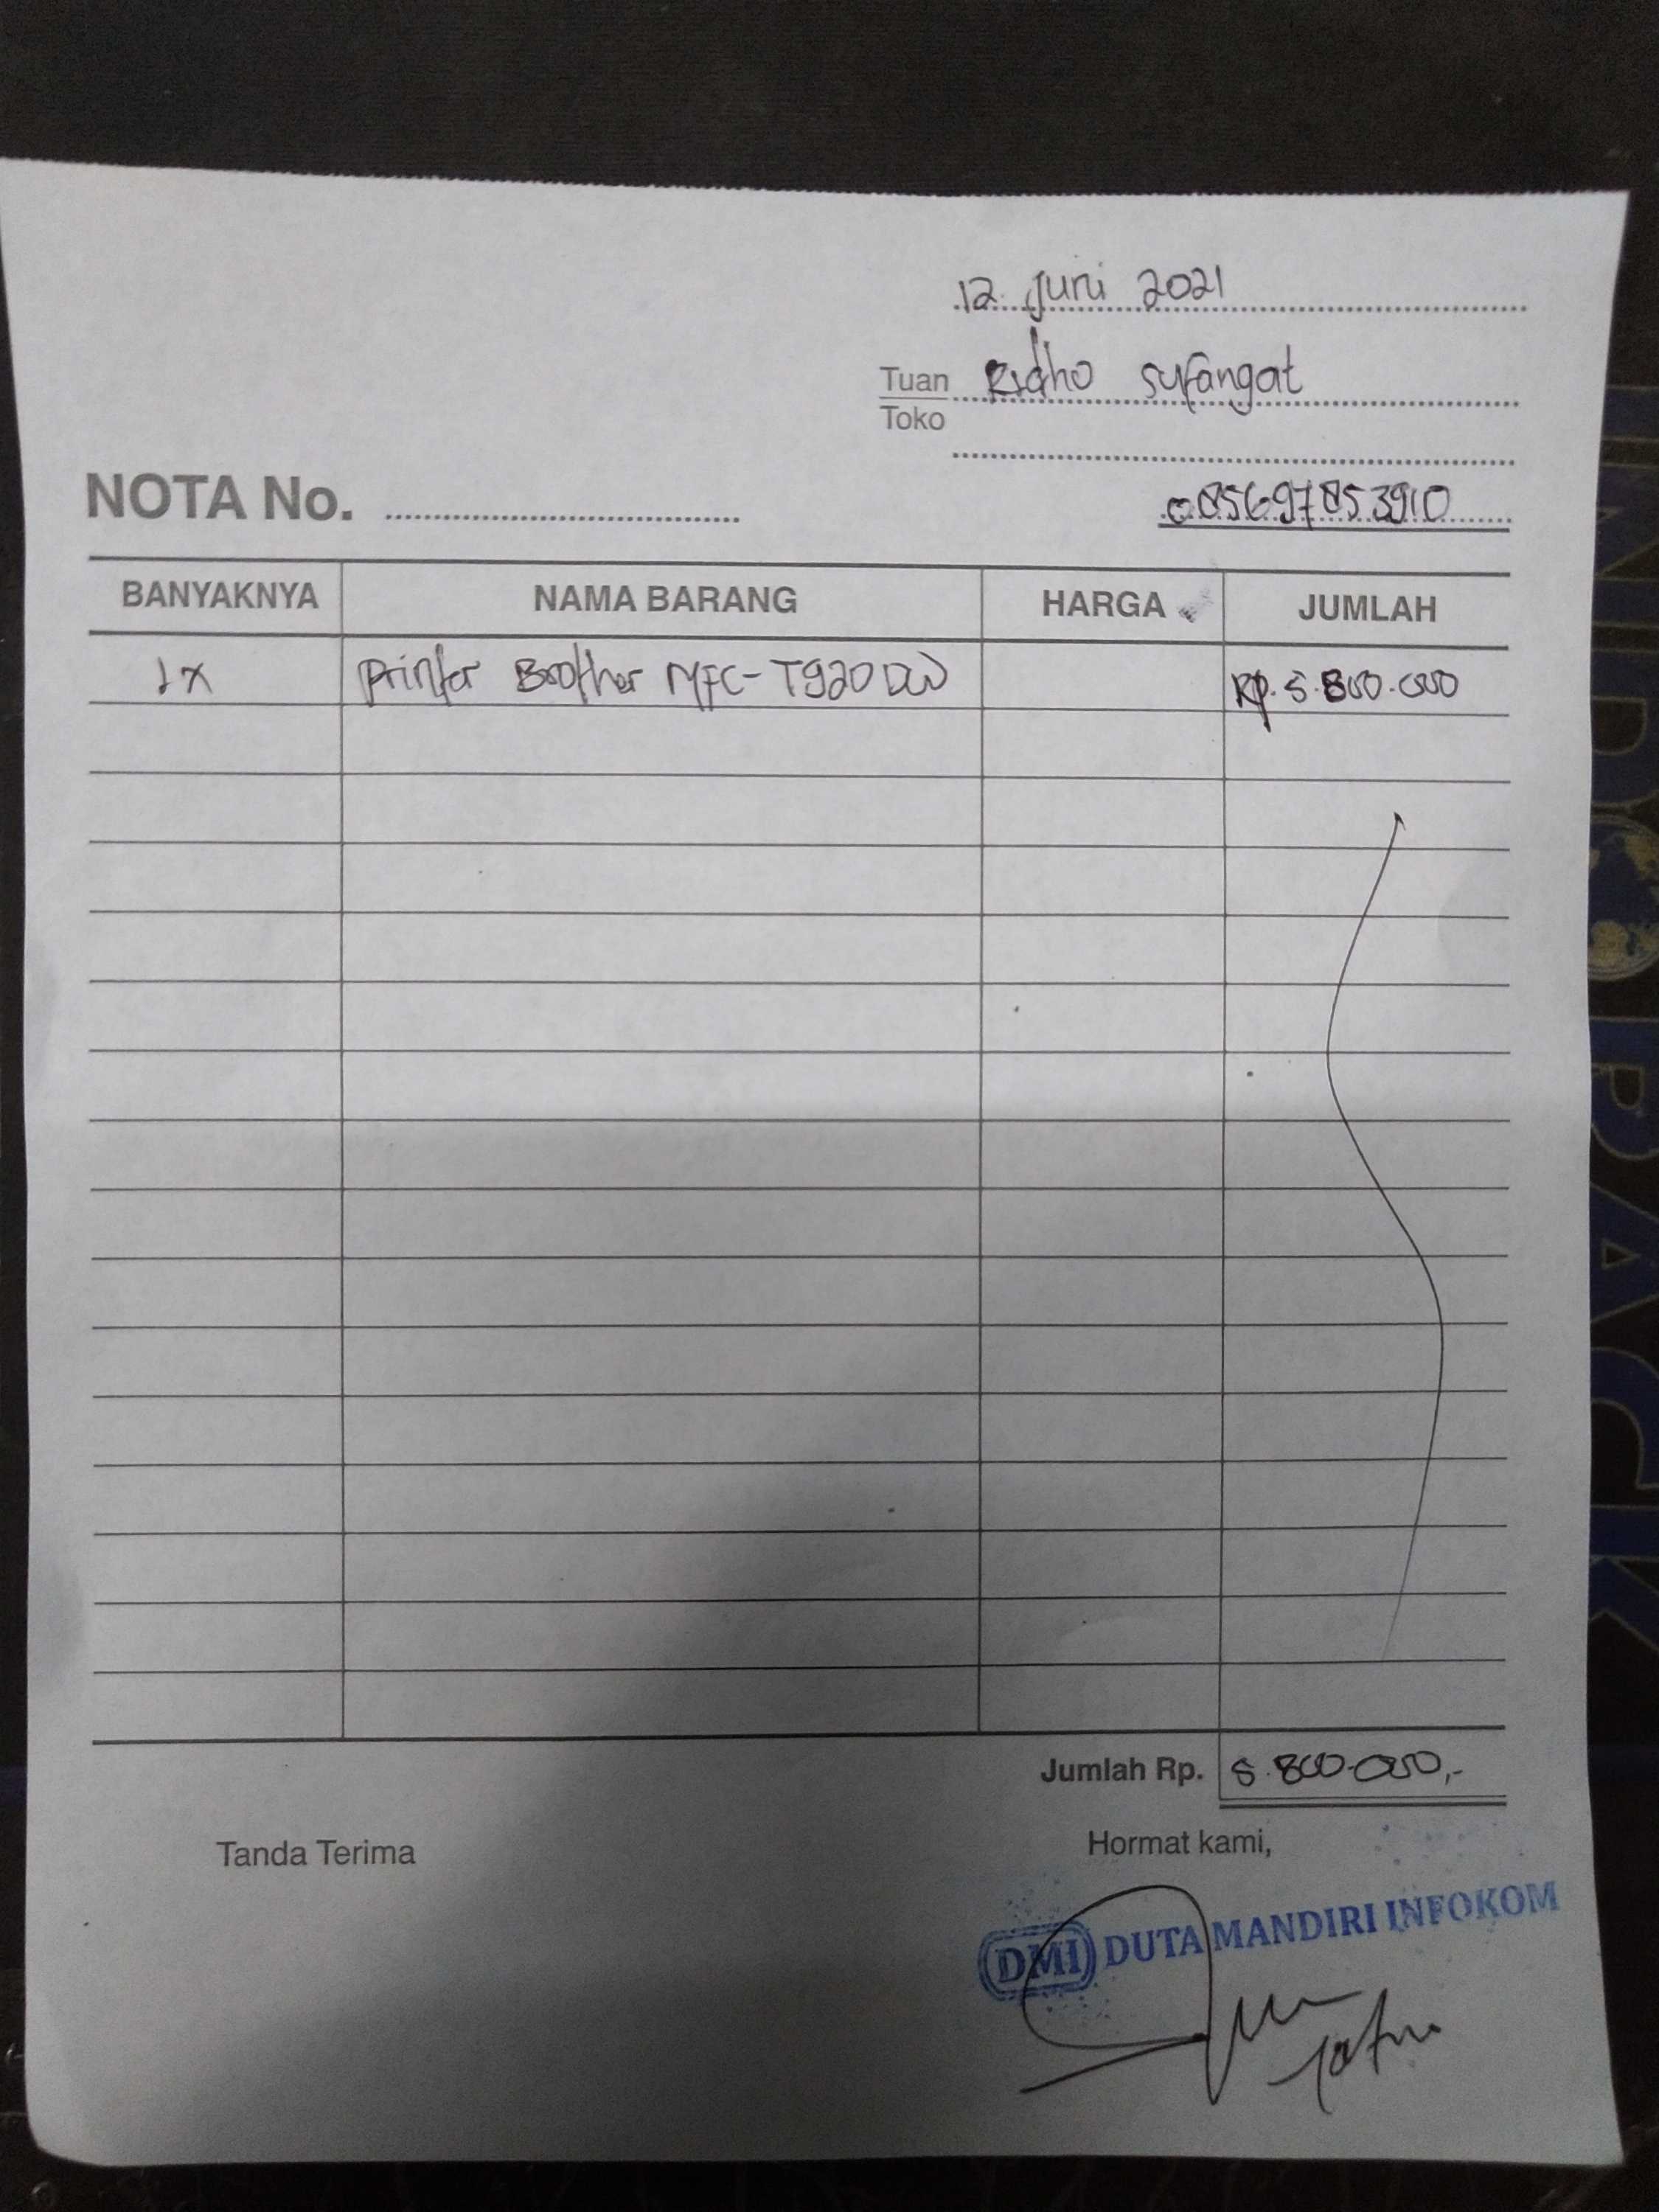 12 Juni 2021
Tuan Ridho Syfangat
Toko
NOTA No.
085697853910
BANYAKNYA NAMA BARANG HARGA JUMLAH
1x Printer Brother MFC-T920DW Rp. 5.800.000
Jumlah Rp. 5.800.000,-
Tanda Terima Hormat kami,
DMI DUTA MANDIRI INFOKOM